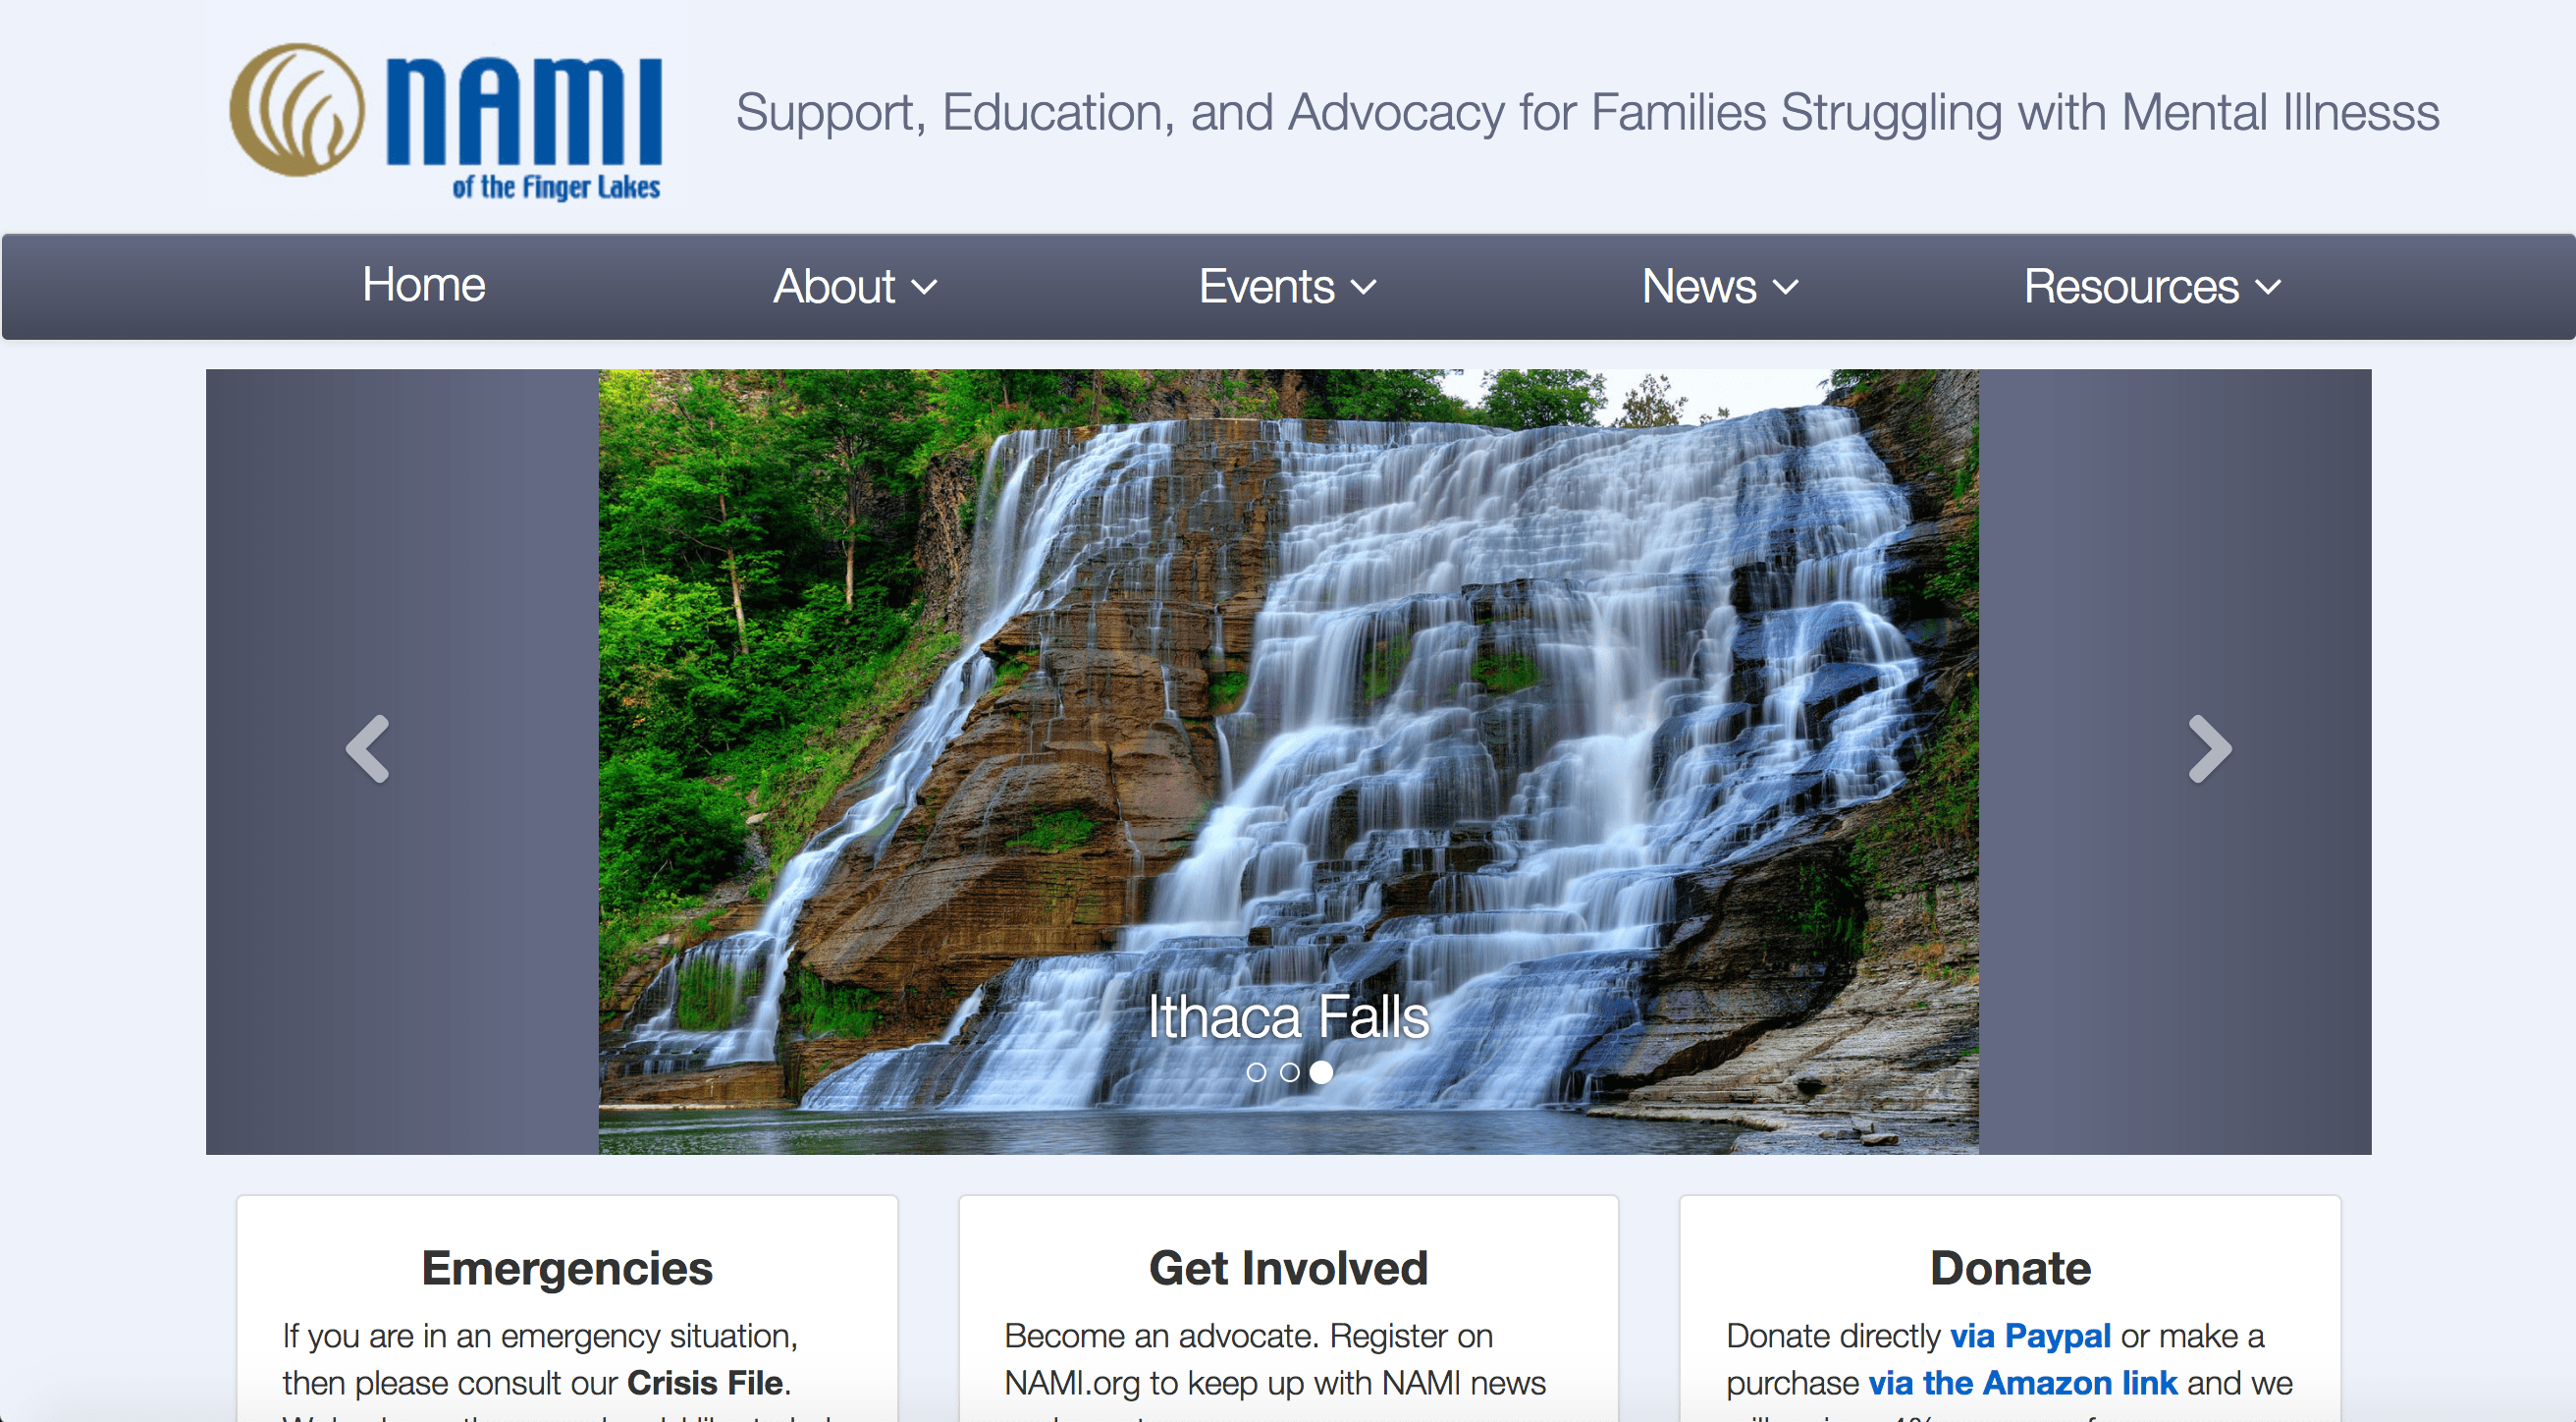 NAMI
of the Finger Lakes
Support, Education, and Advocacy for Families Struggling with Mental Illnesss
Home
About
Events
News
Resources
Ithaca Falls
Emergencies
If you are in an emergency situation,
then please consult our Crisis File.
Get Involved
Become an advocate. Register on
NAMI.org to keep up with NAMI news
Donate
Donate directly via Paypal or make a
purchase via the Amazon link and we